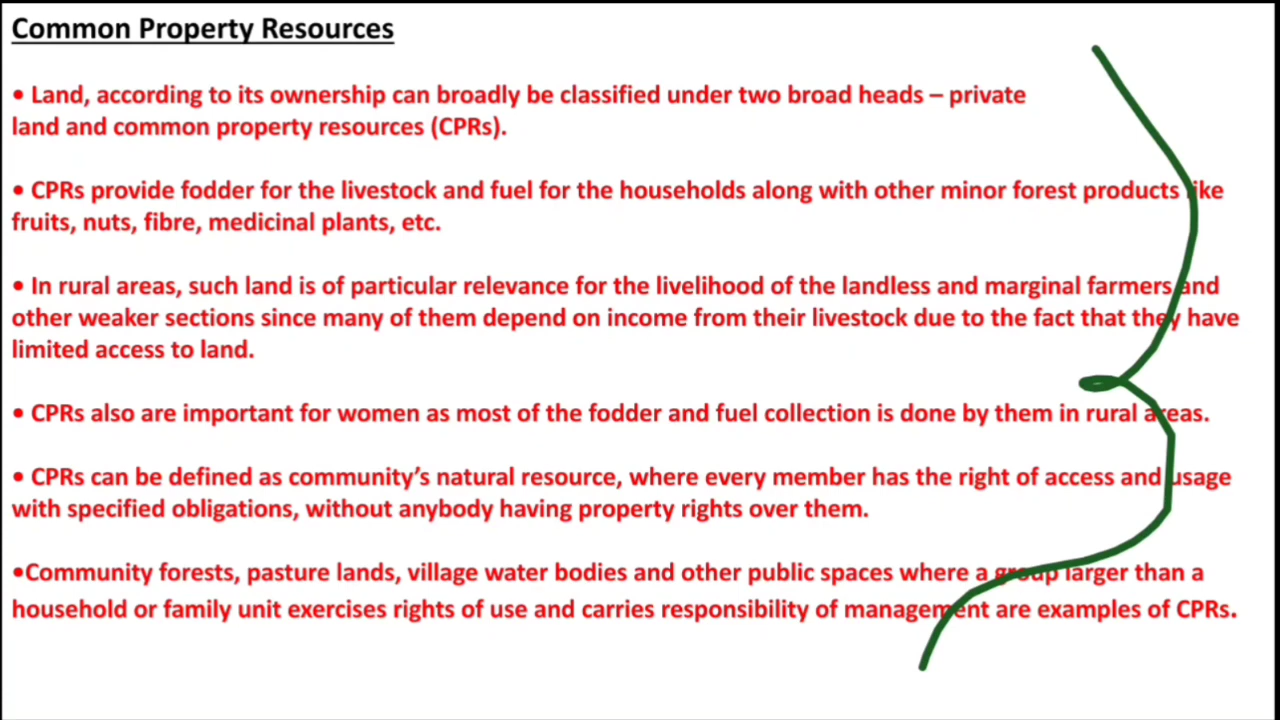 Common Property Resources
• Land, according to its ownership can broadly be classified under two broad heads – private
land and common property resources (CPRs).
• CPRs provide fodder for the livestock and fuel for the households along with other minor forest products like
fruits, nuts, fibre, medicinal plants, etc.
• In rural areas, such land is of particular relevance for the livelihood of the landless and marginal farmers and
other weaker sections since many of them depend on income from their livestock due to the fact that they have
limited access to land.
• CPRs also are important for women as most of the fodder and fuel collection is done by them in rural areas.
• CPRs can be defined as community’s natural resource, where every member has the right of access and usage
with specified obligations, without anybody having property rights over them.
•Community forests, pasture lands, village water bodies and other public spaces where a group larger than a
household or family unit exercises rights of use and carries responsibility of management are examples of CPRs.